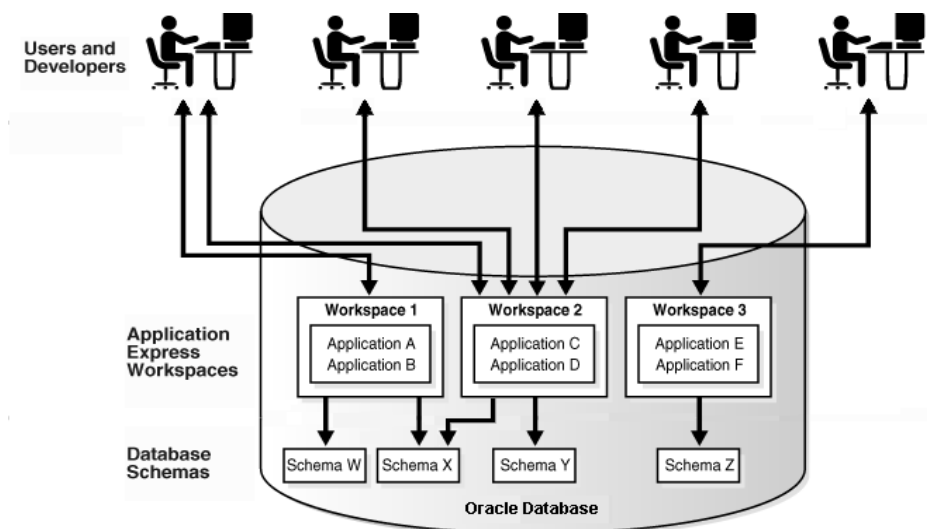 Users and
Developers
Workspace 1
Workspace 2
Workspace 3
Application A
Application B
Application C
Application D
Application E
Application F
Application
Express
Workspaces
Database
Schemas
Schema W
Schema X
Schema Y
Schema Z
Oracle Database